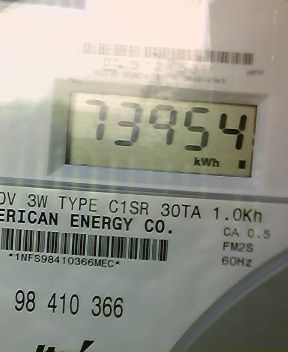 73954
kWh
0V 3W TYPE C1SR 30TA 1.0Kh
ERICAN ENERGY CO.
CA 0.5
FM2S
60Hz
*1NFS98410366MEC*
98 410 366